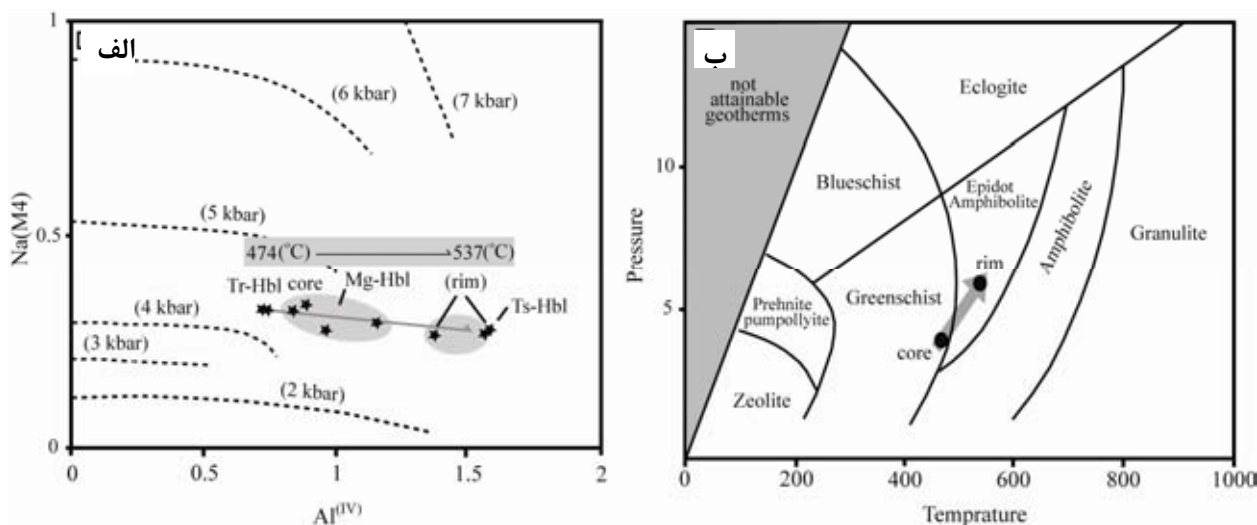 الف
1
(6 kbar)
(7 kbar)
Na(M4)
(5 kbar)
0.5
474(°C)
537(°C)
Tr-Hbl
core
Mg-Hbl
(rim)
Ts-Hbl
(4 kbar)
(3 kbar)
(2 kbar)
0
0
0.5
1
1.5
2
Al(IV)
ب
not
attainable
geotherms
Eclogite
10
Blueschist
Epidot
Amphibolite
Amphibolite
Granulite
Pressure
rim
Greenschist
5
Prehnite
pumpollyite
core
Zeolite
0
200
400
600
800
1000
Temprature